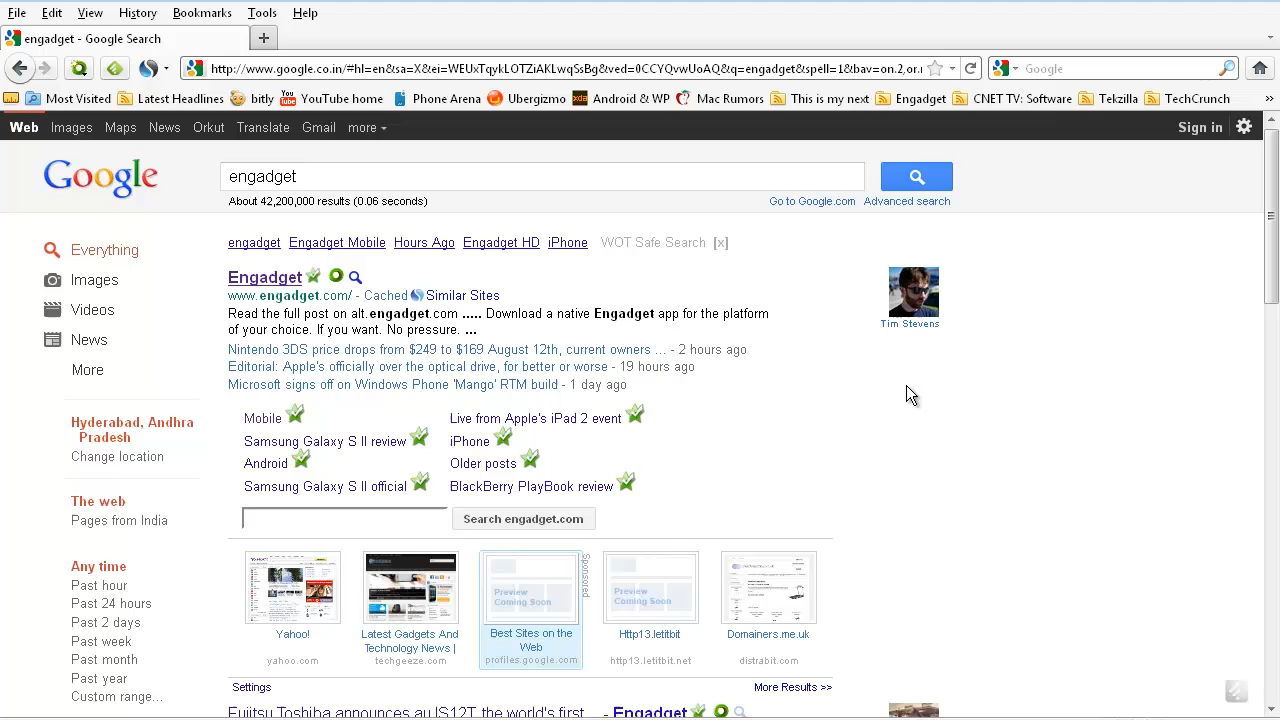 File Edit View History Bookmarks Tools Help
engadget - Google Search
http://www.google.co.in/#hl=en&sa=X&ei=WEUxTqykLOTZiAKLwqSsBg&ved=0CCYQvwUoAQ&q=engadget&spell=1&bav=on.2,or. Google
Most Visited Latest Headlines bitly YouTube home Phone Arena Ubergizmo Android & WP Mac Rumors This is my next Engadget CNET TV: Software Tekzilla TechCrunch »
Web Images Maps News Orkut Translate Gmail more Sign in
Google engadget
About 42,200,000 results (0.06 seconds) Go to Google.com Advanced search
engadget Engadget Mobile Hours Ago Engadget HD iPhone WOT Safe Search [x]
Everything
Images
Videos
News
More
Hyderabad, Andhra
Pradesh
Change location
The web
Pages from India
Any time
Past hour
Past 24 hours
Past 2 days
Past week
Past month
Past year
Custom range...
Engadget
www.engadget.com/ - Cached Similar Sites
Read the full post on alt.engadget.com ..... Download a native Engadget app for the platform
of your choice. If you want. No pressure. ...
Nintendo 3DS price drops from $249 to $169 August 12th, current owners ... - 2 hours ago
Editorial: Apple's officially over the optical drive, for better or worse - 19 hours ago
Microsoft signs off on Windows Phone 'Mango' RTM build - 1 day ago
Tim Stevens
Mobile Live from Apple's iPad 2 event
Samsung Galaxy S II review iPhone
Android Older posts
Samsung Galaxy S II official BlackBerry PlayBook review
Search engadget.com
Preview
Coming Soon
Sponsored
Preview
Coming Soon
Yahoo!
yahoo.com
Latest Gadgets And
Technology News |
techgeeze.com
Best Sites on the
Web
profiles.google.com
Http13.letitbit
http13.letitbit.net
Domainers.me.uk
distrabit.com
Settings More Results >>
Fujitsu Toshiba announces au IS12T, the world's first ... - Engadget